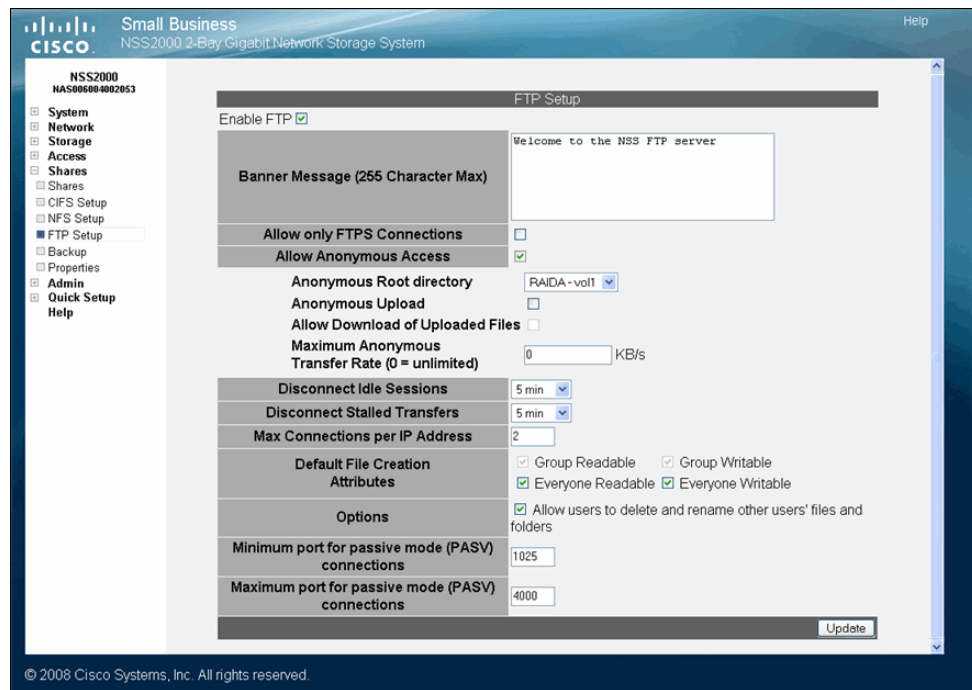 Small Business
Help
CISCO.
NSS2000 2-Bay Gigabit Network Storage System
NSS2000
NAS006004002053
System
Network
Storage
Access
Shares
Shares
CIFS Setup
NFS Setup
FTP Setup
Backup
Properties
Admin
Quick Setup
Help
FTP Setup
Enable FTP
Banner Message (255 Character Max)
Welcome to the NSS FTP server
Allow only FTPS Connections
Allow Anonymous Access
Anonymous Root directory
RAIDA-vol1
Anonymous Upload
Allow Download of Uploaded Files
Maximum Anonymous
Transfer Rate (0 = unlimited)
0 KB/s
Disconnect Idle Sessions
5 min
Disconnect Stalled Transfers
5 min
Max Connections per IP Address
2
Default File Creation
Attributes
Group Readable Group Writable
Everyone Readable Everyone Writable
Options
Allow users to delete and rename other users' files and
folders
Minimum port for passive mode (PASV)
connections
1025
Maximum port for passive mode (PASV)
connections
4000
Update
© 2008 Cisco Systems, Inc. All rights reserved.